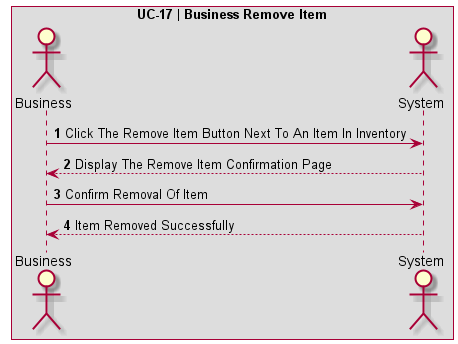 UC-17 | Business Remove Item
Business System
1 Click The Remove Item Button Next To An Item In Inventory
2 Display The Remove Item Confirmation Page
3 Confirm Removal Of Item
4 Item Removed Successfully
Business System